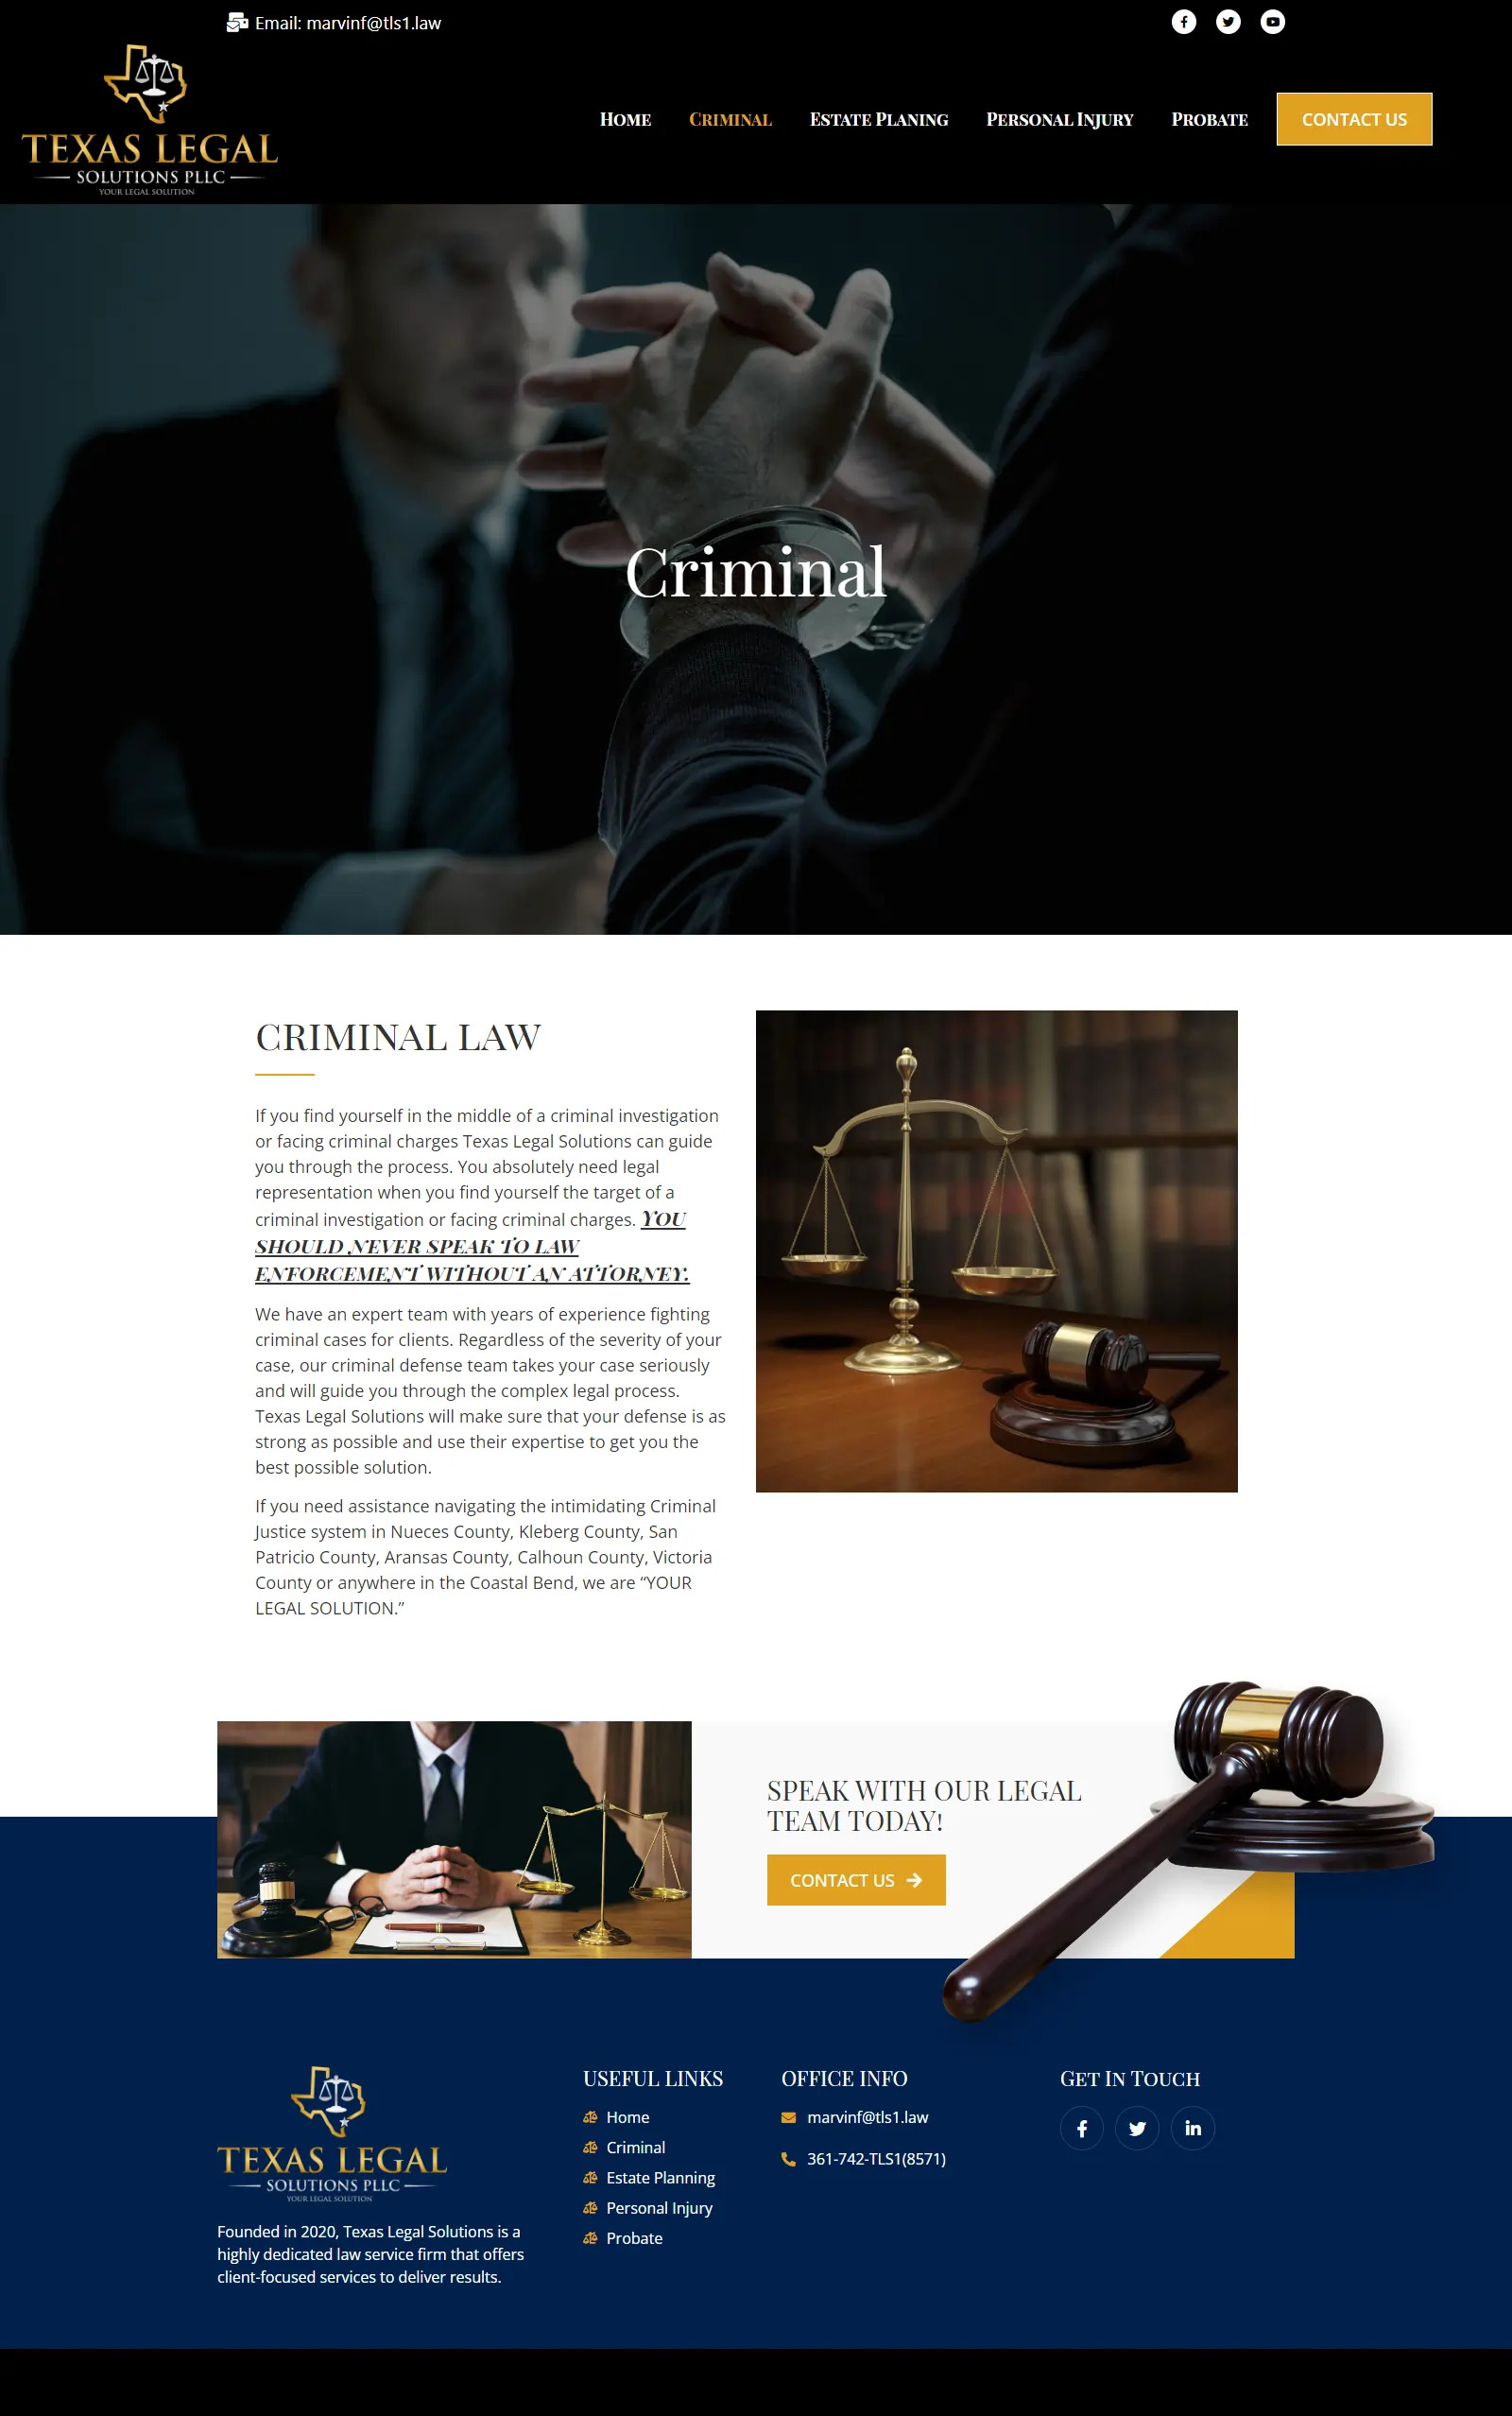 Email: marvinf@tls1.law
TEXAS LEGAL
SOLUTIONS PLLC
YOUR LEGAL SOLUTION
HOME CRIMINAL ESTATE PLANING PERSONAL INJURY PROBATE CONTACT US
Criminal
CRIMINAL LAW
If you find yourself in the middle of a criminal investigation
or facing criminal charges Texas Legal Solutions can guide
you through the process. You absolutely need legal
representation when you find yourself the target of a
criminal investigation or facing criminal charges. YOU
SHOULD NEVER SPEAK TO LAW
ENFORCEMENT WITHOUT AN ATTORNEY.
We have an expert team with years of experience fighting
criminal cases for clients. Regardless of the severity of your
case, our criminal defense team takes your case seriously
and will guide you through the complex legal process.
Texas Legal Solutions will make sure that your defense is as
strong as possible and use their expertise to get you the
best possible solution.
If you need assistance navigating the intimidating Criminal
Justice system in Nueces County, Kleberg County, San
Patricio County, Aransas County, Calhoun County, Victoria
County or anywhere in the Coastal Bend, we are “YOUR
LEGAL SOLUTION.”
SPEAK WITH OUR LEGAL
TEAM TODAY!
CONTACT US
TEXAS LEGAL
SOLUTIONS PLLC
YOUR LEGAL SOLUTION
Founded in 2020, Texas Legal Solutions is a
highly dedicated law service firm that offers
client-focused services to deliver results.
USEFUL LINKS
Home
Criminal
Estate Planning
Personal Injury
Probate
OFFICE INFO
marvinf@tls1.law
361-742-TLS1(8571)
GET IN TOUCH